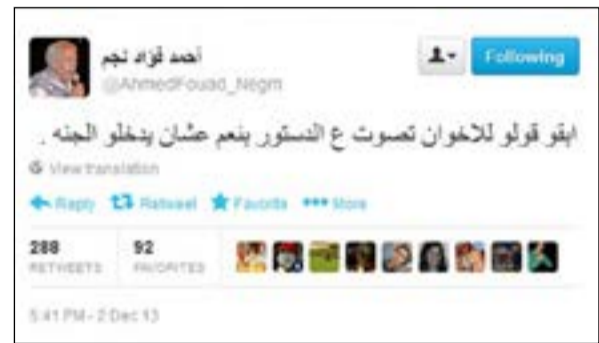 أحمد فؤاد نجم
Following
@AhmedFouad_Negm
ابقو قولو للاخوان تصوت ع الدستور بنعم عشان يدخلو الجنه .
View translation
Reply Retweet Favorite More
288 92
RETWEETS FAVORITES
5:41 PM - 2 Dec 13